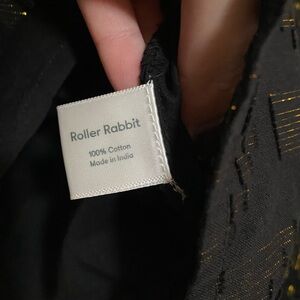 Roller Rabbit
100% Cotton
Made in India